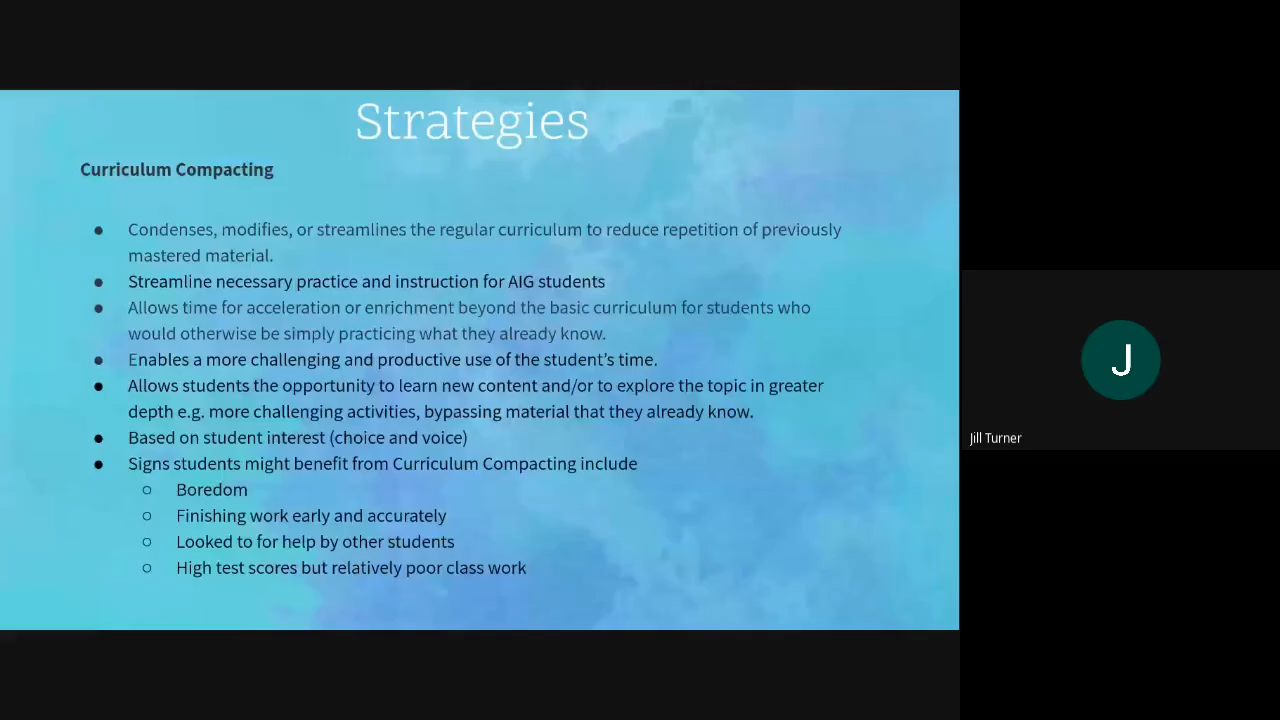 Strategies
Curriculum Compacting
● Condenses, modifies, or streamlines the regular curriculum to reduce repetition of previously
mastered material.
● Streamline necessary practice and instruction for AIG students
● Allows time for acceleration or enrichment beyond the basic curriculum for students who
would otherwise be simply practicing what they already know.
● Enables a more challenging and productive use of the student’s time.
● Allows students the opportunity to learn new content and/or to explore the topic in greater
depth e.g. more challenging activities, bypassing material that they already know.
● Based on student interest (choice and voice)
● Signs students might benefit from Curriculum Compacting include
○ Boredom
○ Finishing work early and accurately
○ Looked to for help by other students
○ High test scores but relatively poor class work
J
Jill Turner